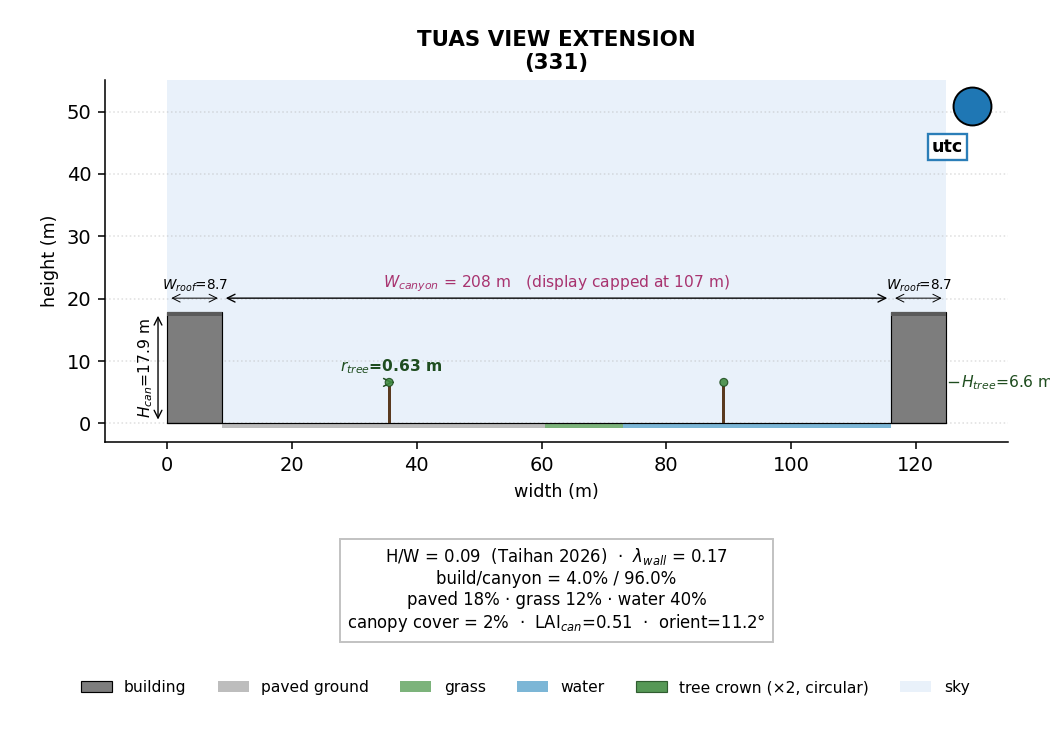 TUAS VIEW EXTENSION
(331)
utc
height (m)
50
40
30
20
10
0
W_roof=8.7
W_canyon = 208 m (display capped at 107 m)
W_roof=8.7
H_can=17.9 m
r_tree=0.63 m
H_tree=6.6 m
0 20 40 60 80 100 120
width (m)
H/W = 0.09 (Taihan 2026) · λ_wall = 0.17
build/canyon = 4.0% / 96.0%
paved 18% · grass 12% · water 40%
canopy cover = 2% · LAI_can=0.51 · orient=11.2°
building paved ground grass water tree crown (×2, circular) sky